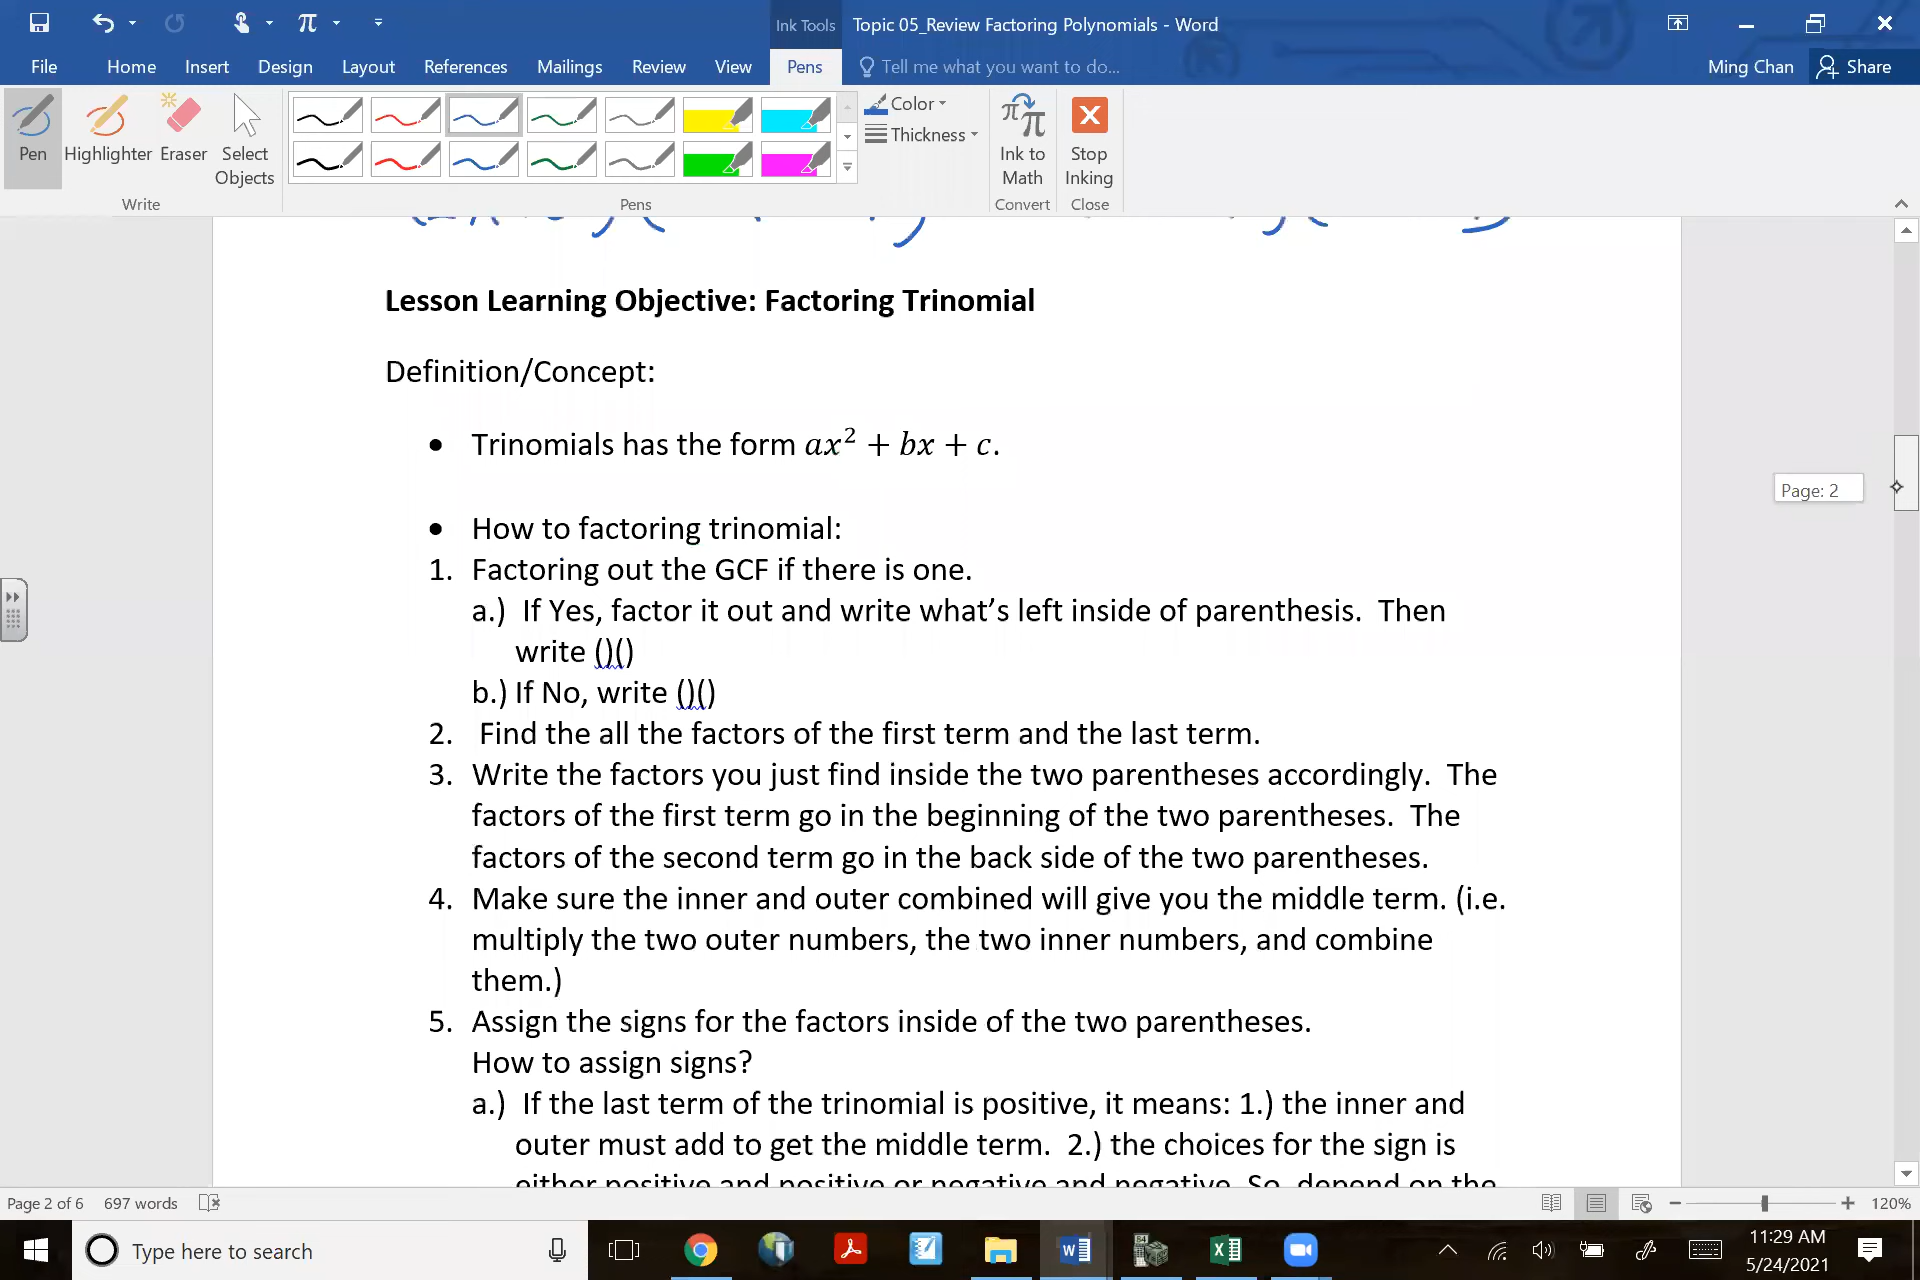 Ink Tools
Topic 05_Review Factoring Polynomials - Word
File Home Insert Design Layout References Mailings Review View Pens Tell me what you want to do... Ming Chan Share
Pen Highlighter Eraser Select Objects
Color
Thickness
Ink to Math
Stop Inking
Write Pens Convert Close
Lesson Learning Objective: Factoring Trinomial
Definition/Concept:
• Trinomials has the form ax² + bx + c.
Page: 2
• How to factoring trinomial:
1. Factoring out the GCF if there is one.
a.) If Yes, factor it out and write what’s left inside of parenthesis. Then
write ()()
b.) If No, write ()()
2. Find the all the factors of the first term and the last term.
3. Write the factors you just find inside the two parentheses accordingly. The
factors of the first term go in the beginning of the two parentheses. The
factors of the second term go in the back side of the two parentheses.
4. Make sure the inner and outer combined will give you the middle term. (i.e.
multiply the two outer numbers, the two inner numbers, and combine
them.)
5. Assign the signs for the factors inside of the two parentheses.
How to assign signs?
a.) If the last term of the trinomial is positive, it means: 1.) the inner and
outer must add to get the middle term. 2.) the choices for the sign is
either positive and positive or negative and negative. So, depend on the
Page 2 of 6 697 words 120%
Type here to search
11:29 AM
5/24/2021